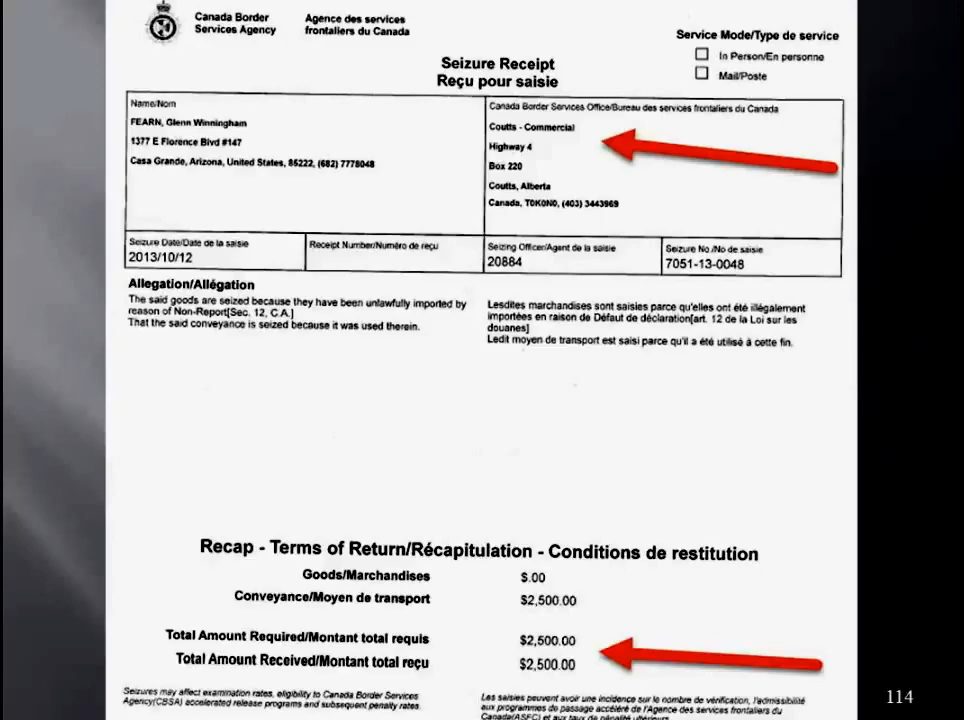 Canada Border
Services Agency
Agence des services
frontaliers du Canada
Service Mode/Type de service
In Person/En personne
Mail/Poste
Seizure Receipt
Reçu pour saisie
Name/Nom
FEARN, Glenn Winningham
1377 E Florence Blvd #147
Casa Grande, Arizona, United States, 85222, (682) 7778048
Canada Border Services Office/Bureau des services frontaliers du Canada
Coutts - Commercial
Highway 4
Box 220
Coutts, Alberta
Canada, T0K0N0, (403) 3443969
Seizure Date/Date de la saisie
2013/10/12
Receipt Number/Numéro de reçu
Seizing Officer/Agent de la saisie
20884
Seizure No./No de saisie
7051-13-0048
Allegation/Allégation
The said goods are seized because they have been unlawfully imported by
reason of Non-Report[Sec. 12, C.A.]
That the said conveyance is seized because it was used therein.
Lesdites marchandises sont saisies parce qu'elles ont été illégalement
importées en raison de Défaut de déclaration[art. 12 de la Loi sur les
douanes]
Ledit moyen de transport est saisi parce qu'il a été utilisé à cette fin.
Recap - Terms of Return/Récapitulation - Conditions de restitution
Goods/Marchandises $.00
Conveyance/Moyen de transport $2,500.00
Total Amount Required/Montant total requis $2,500.00
Total Amount Received/Montant total reçu $2,500.00
Seizures may affect examination rates, eligibility to Canada Border Services
Agency(CBSA) accelerated release programs and subsequent penalty rates.
Les saisies peuvent avoir une incidence sur le nombre de vérification, l'admissibilité
aux programmes de passage accéléré de l'Agence des services frontaliers du
Canada(ASFC) et aux taux de pénalité ultérieurs.
114